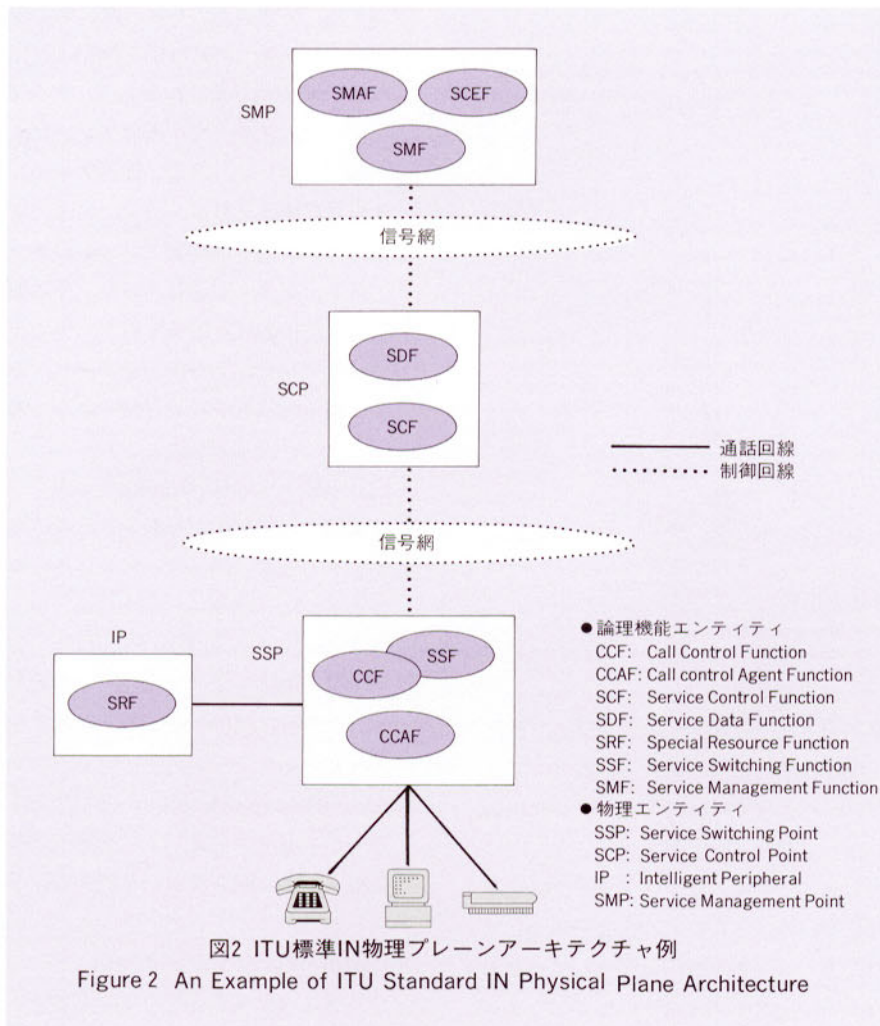 SMP
SMAF
SCEF
SMF
信号網
SCP
SDF
SCF
通話回線
制御回線
信号網
IP
SRF
SSP
SSF
CCF
CCAF
●論理機能エンティティ
CCF: Call Control Function
CCAF: Call control Agent Function
SCF: Service Control Function
SDF: Service Data Function
SRF: Special Resource Function
SSF: Service Switching Function
SMF: Service Management Function
●物理エンティティ
SSP: Service Switching Point
SCP: Service Control Point
IP : Intelligent Peripheral
SMP: Service Management Point
図2 ITU標準IN物理プレーンアーキテクチャ例
Figure 2 An Example of ITU Standard IN Physical Plane Architecture